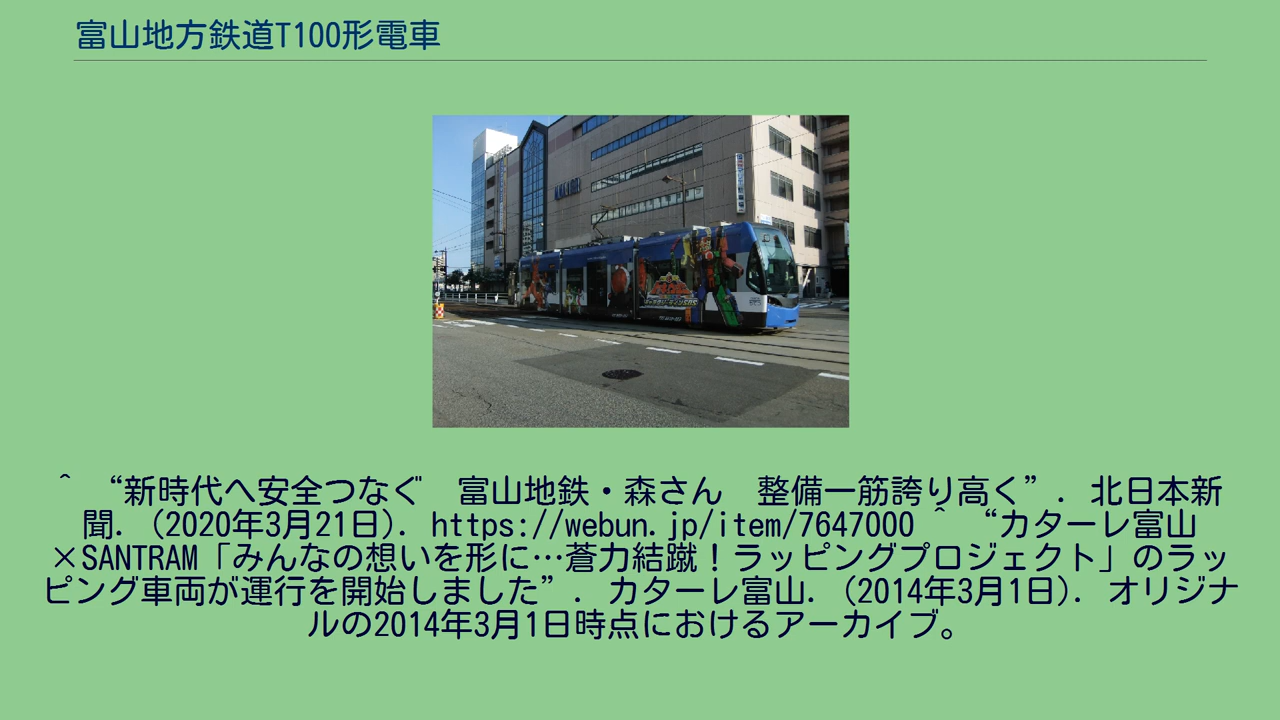 富山地方鉄道T100形電車
^ “新時代へ安全つなぐ　富山地鉄・森さん　整備一筋誇り高く”. 北日本新
聞. (2020年3月21日). https://webun.jp/item/7647000 ^ “カターレ富山
×SANTRAM「みんなの想いを形に…蒼力結蹴！ラッピングプロジェクト」のラッ
ピング車両が運行を開始しました”. カターレ富山. (2014年3月1日). オリジナ
ルの2014年3月1日時点におけるアーカイブ。